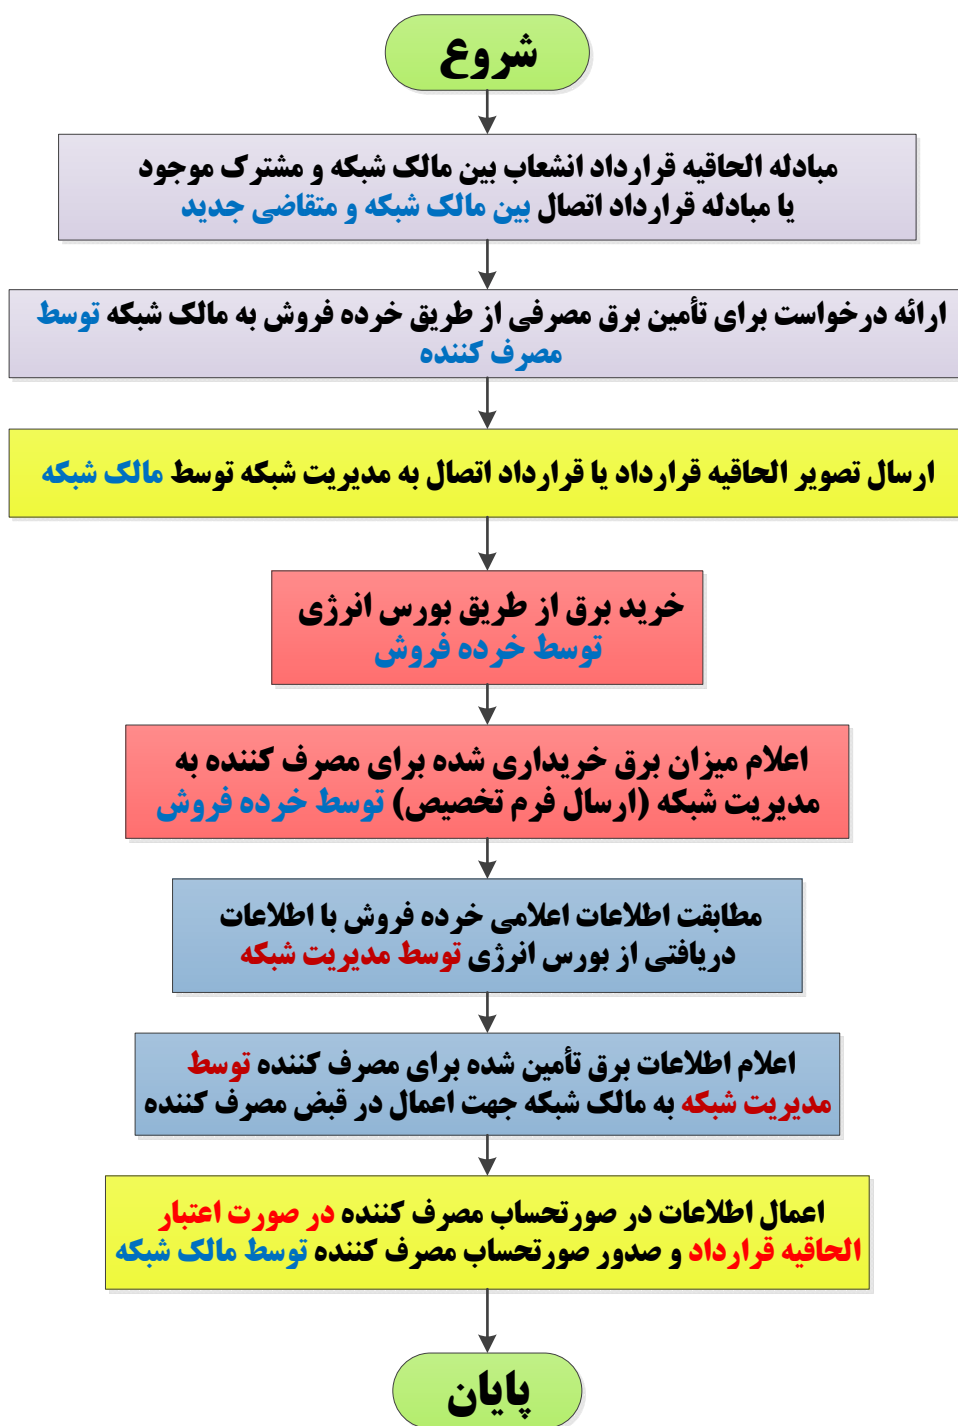 شروع
مبادله الحاقیه قرارداد انشعاب بین مالک شبکه و مشترک موجود
یا مبادله قرارداد اتصال بین مالک شبکه و متقاضی جدید
ارائه درخواست برای تأمین برق مصرفی از طریق خرده فروش به مالک شبکه توسط
مصرف کننده
ارسال تصویر الحاقیه قرارداد یا قرارداد اتصال به مدیریت شبکه توسط مالک شبکه
خرید برق از طریق بورس انرژی
توسط خرده فروش
اعلام میزان برق خریداری شده برای مصرف کننده به
مدیریت شبکه (ارسال فرم تخصیص) توسط خرده فروش
مطابقت اطلاعات اعلامی خرده فروش با اطلاعات
دریافتی از بورس انرژی توسط مدیریت شبکه
اعلام اطلاعات برق تأمین شده برای مصرف کننده توسط
مدیریت شبکه به مالک شبکه جهت اعمال در قبض مصرف کننده
اعمال اطلاعات در صورتحساب مصرف کننده در صورت اعتبار
الحاقیه قرارداد و صدور صورتحساب مصرف کننده توسط مالک شبکه
پایان